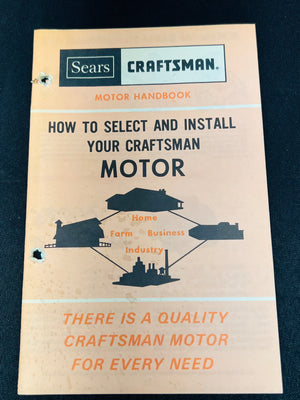 Sears CRAFTSMAN®
MOTOR HANDBOOK
HOW TO SELECT AND INSTALL
YOUR CRAFTSMAN
MOTOR
Home
Farm Business
Industry
THERE IS A QUALITY
CRAFTSMAN MOTOR
FOR EVERY NEED